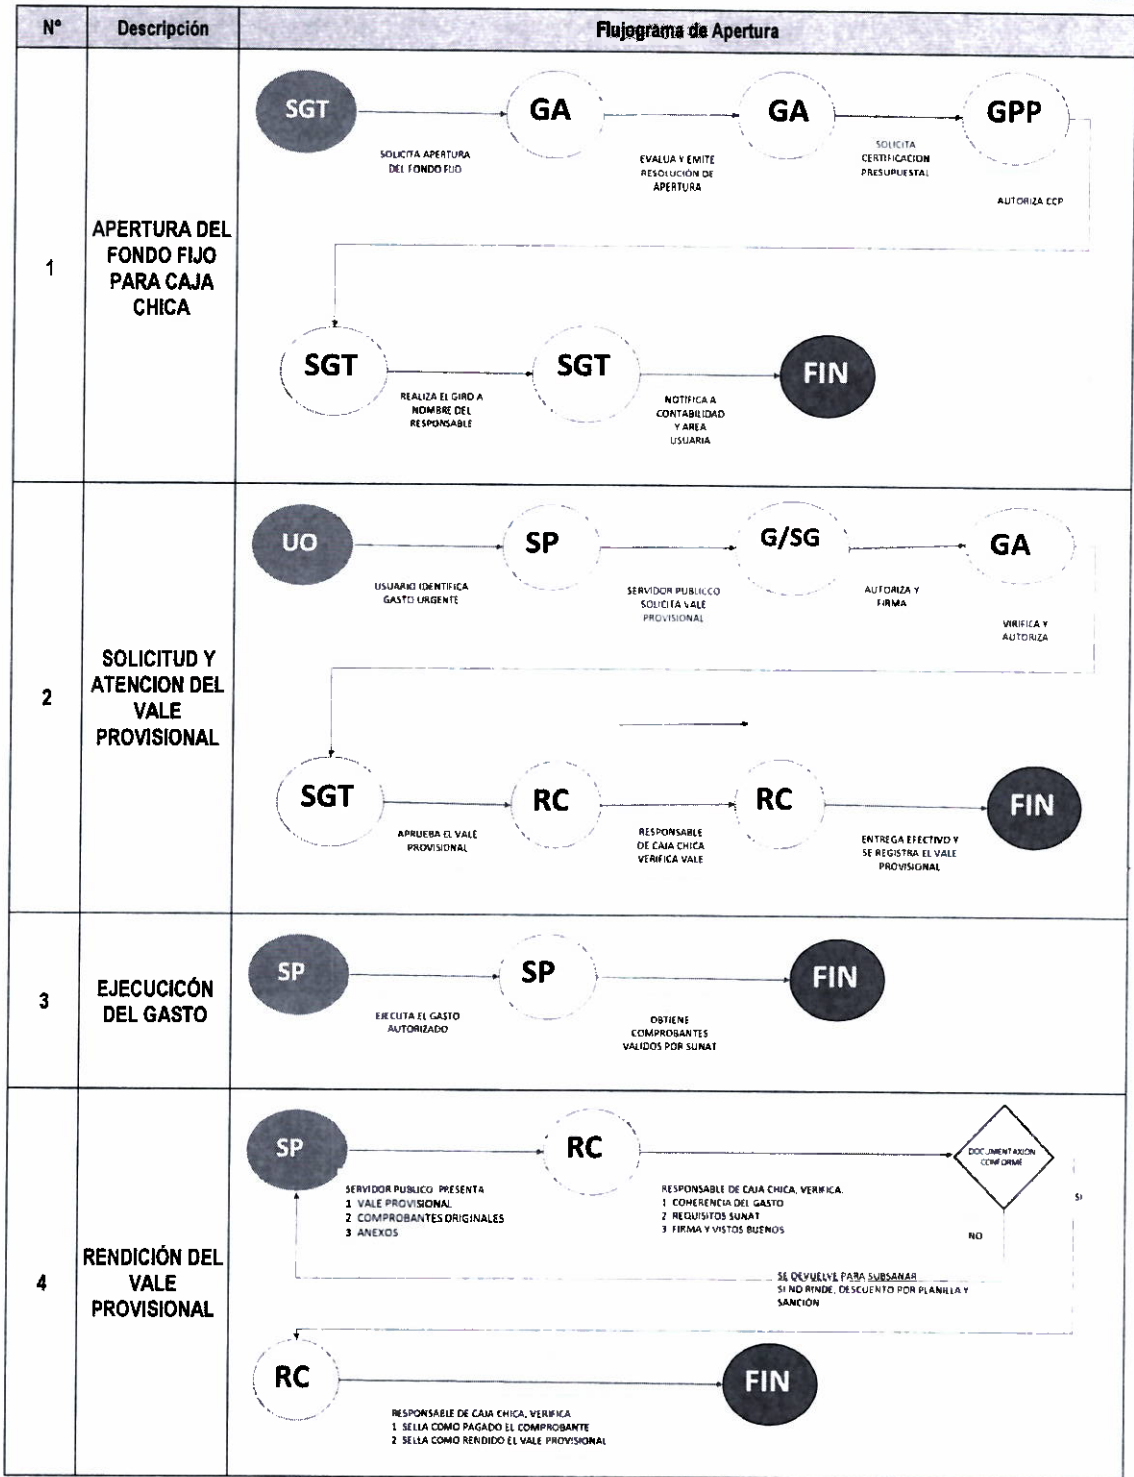 N° Descripción Flujograma de Apertura
1
APERTURA DEL
FONDO FIJO
PARA CAJA
CHICA
SGT GA GA GPP
SOLICITA APERTURA
DEL FONDO FIJO
EVALUA Y EMITE
RESOLUCIÓN DE
APERTURA
SOLICITA
CERTIFICACION
PRESUPUESTAL
AUTORIZA CCP
SGT SGT FIN
REALIZA EL GIRO A
NOMBRE DEL
RESPONSABLE
NOTIFICA A
CONTABILIDAD
Y AREA
USUARIA
2
SOLICITUD Y
ATENCION DEL
VALE
PROVISIONAL
UO SP G/SG GA
USUARIO IDENTIFICA
GASTO URGENTE
SERVIDOR PUBLICCO
SOLICITA VALE
PROVISIONAL
AUTORIZA Y
FIRMA
VIRIFICA Y
AUTORIZA
SGT RC RC FIN
APRUEBA EL VALE
PROVISIONAL
RESPONSABLE
DE CAJA CHICA
VERIFICA VALE
ENTREGA EFECTIVO Y
SE REGISTRA EL VALE
PROVISIONAL
3
EJECUCICÓN
DEL GASTO
SP SP FIN
EJECUTA EL GASTO
AUTORIZADO
OBTIENE
COMPROBANTES
VALIDOS POR SUNAT
4
RENDICIÓN DEL
VALE
PROVISIONAL
SP RC
DOCUMENTAXION
CONFORME
SERVIDOR PUBLICO PRESENTA
1 VALE PROVISIONAL
2 COMPROBANTES ORIGINALES
3 ANEXOS
RESPONSABLE DE CAJA CHICA, VERIFICA.
1 COHERENCIA DEL GASTO
2 REQUISITOS SUNAT
3 FIRMA Y VISTOS BUENOS
SI
NO
SE DEVUELVE PARA SUBSANAR
SI NO RINDE, DESCUENTO POR PLANILLA Y
SANCIÓN
RC FIN
RESPONSABLE DE CAJA CHICA, VERIFICA
1 SELLA COMO PAGADO EL COMPROBANTE
2 SELLA COMO RENDIDO EL VALE PROVISIONAL